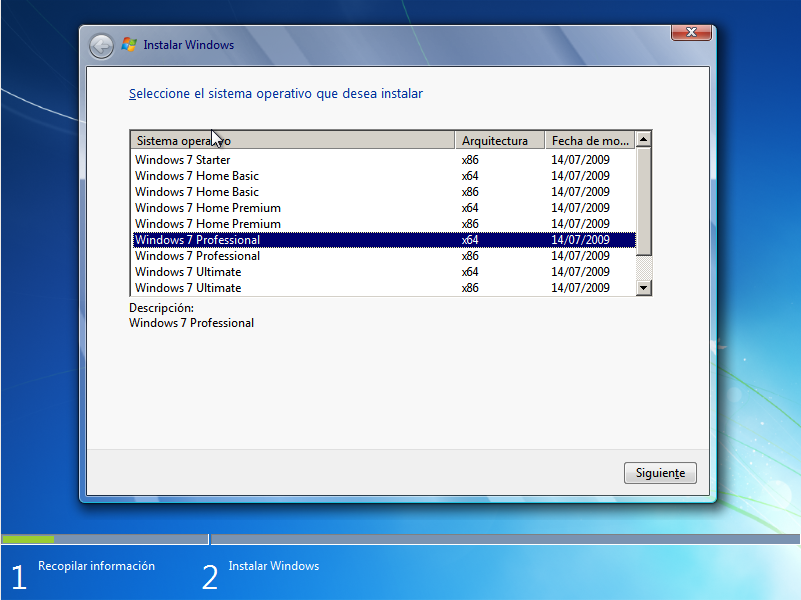 Instalar Windows
Seleccione el sistema operativo que desea instalar
Sistema operativo Arquitectura Fecha de mo...
Windows 7 Starter x86 14/07/2009
Windows 7 Home Basic x64 14/07/2009
Windows 7 Home Basic x86 14/07/2009
Windows 7 Home Premium x64 14/07/2009
Windows 7 Home Premium x86 14/07/2009
Windows 7 Professional x64 14/07/2009
Windows 7 Professional x86 14/07/2009
Windows 7 Ultimate x64 14/07/2009
Windows 7 Ultimate x86 14/07/2009
Descripción:
Windows 7 Professional
Siguiente
1 Recopilar información 2 Instalar Windows